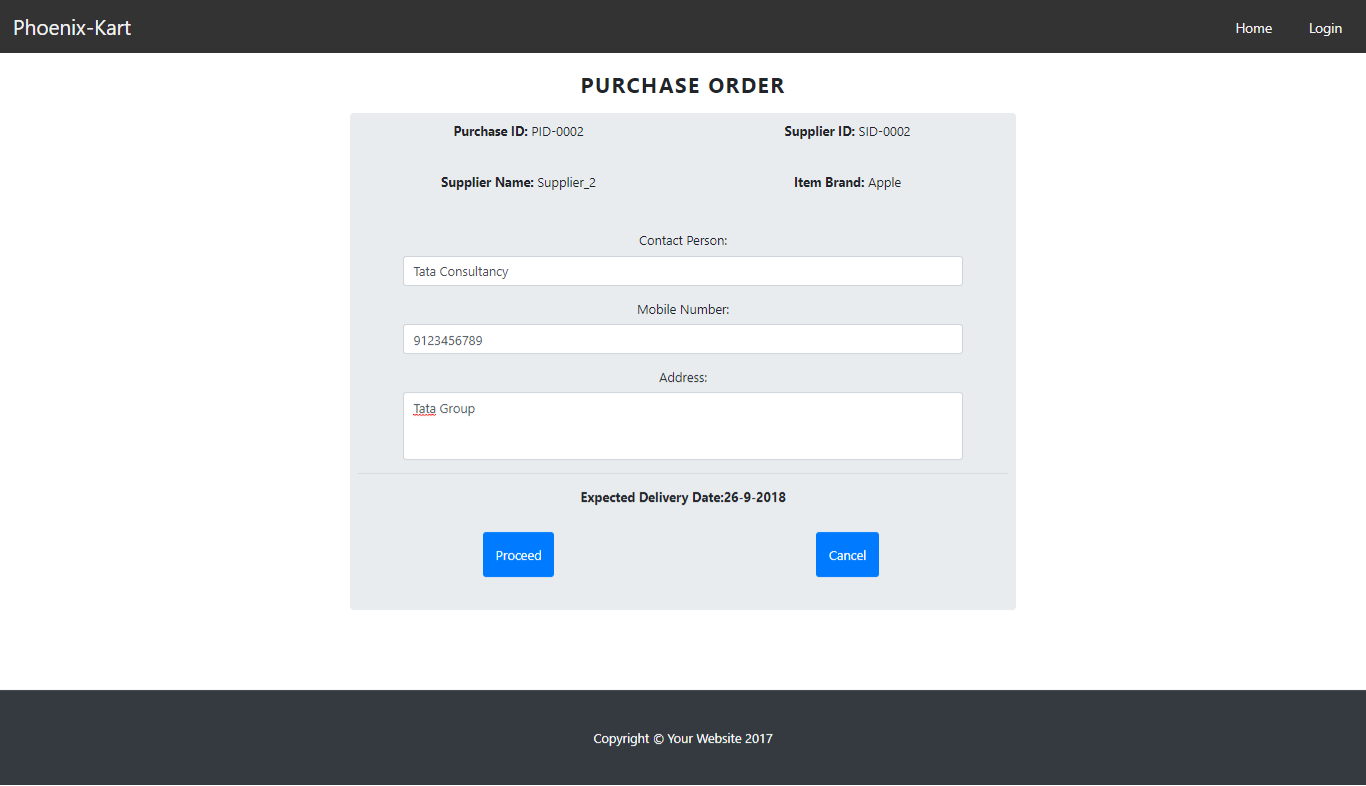 Phoenix-Kart
Home Login
PURCHASE ORDER
Purchase ID: PID-0002 Supplier ID: SID-0002
Supplier Name: Supplier_2 Item Brand: Apple
Contact Person:
Tata Consultancy
Mobile Number:
9123456789
Address:
Tata Group
Expected Delivery Date:26-9-2018
Proceed Cancel
Copyright © Your Website 2017